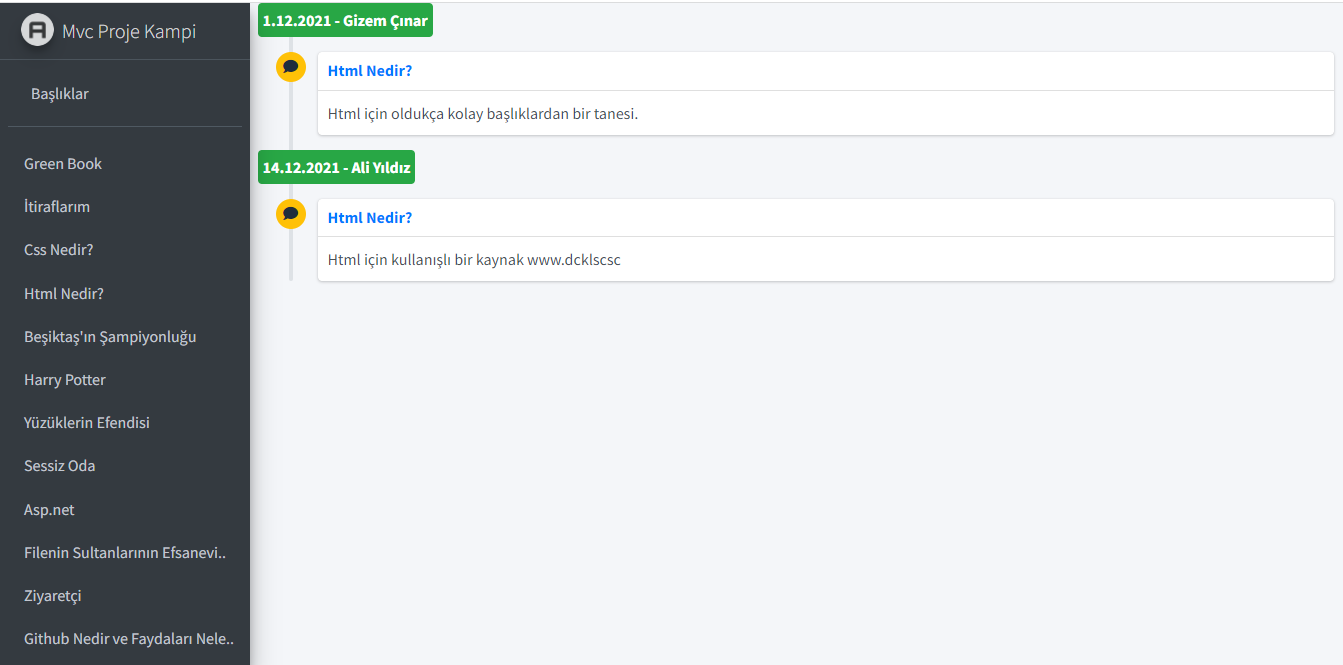 Mvc Proje Kampi
Başlıklar
Green Book
İtiraflarım
Css Nedir?
Html Nedir?
Beşiktaş'ın Şampiyonluğu
Harry Potter
Yüzüklerin Efendisi
Sessiz Oda
Asp.net
Filenin Sultanlarının Efsanevi..
Ziyaretçi
Github Nedir ve Faydaları Nele..
1.12.2021 - Gizem Çınar
Html Nedir?
Html için oldukça kolay başlıklardan bir tanesi.
14.12.2021 - Ali Yıldız
Html Nedir?
Html için kullanışlı bir kaynak www.dcklscsc